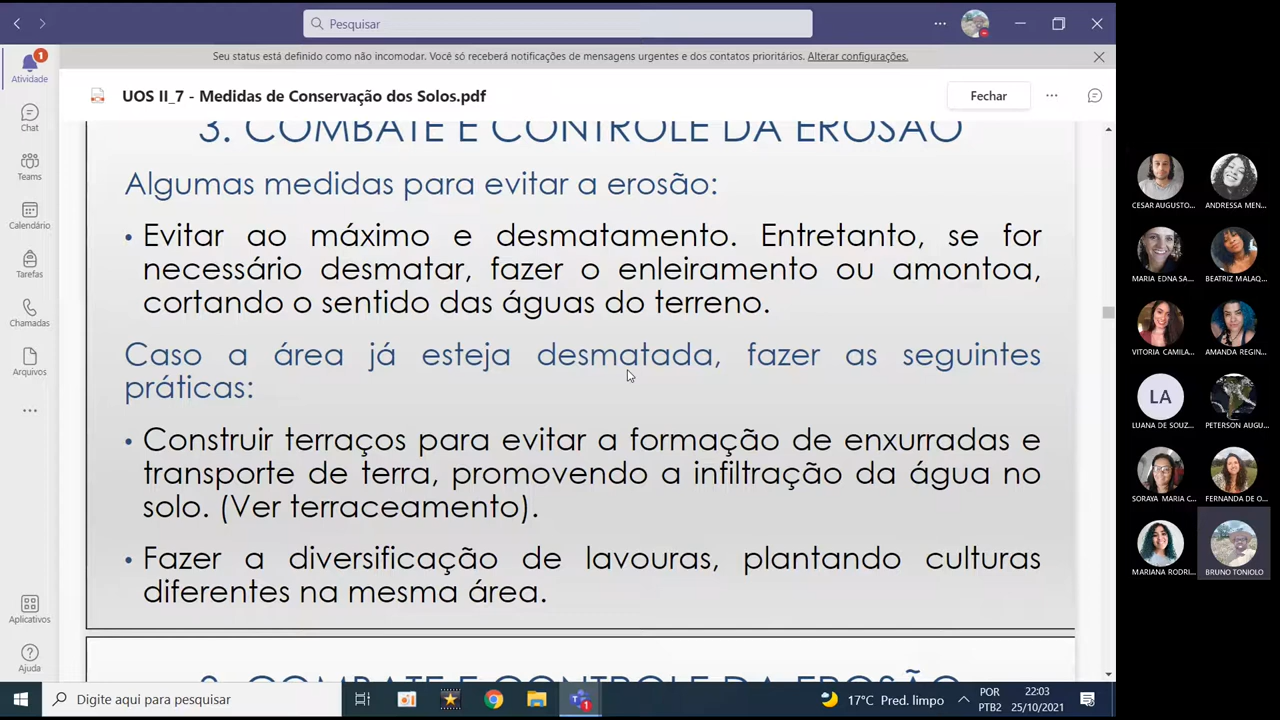 Pesquisar
Seu status está definido como não incomodar. Você só receberá notificações de mensagens urgentes e dos contatos prioritários. Alterar configurações.
1
Atividade
Chat
Teams
Calendário
Tarefas
Chamadas
Arquivos
Aplicativos
Ajuda
UOS II_7 - Medidas de Conservação dos Solos.pdf
Fechar
3. COMBATE E CONTROLE DA EROSÃO
Algumas medidas para evitar a erosão:
• Evitar ao máximo e desmatamento. Entretanto, se for
necessário desmatar, fazer o enleiramento ou amontoa,
cortando o sentido das águas do terreno.
Caso a área já esteja desmatada, fazer as seguintes
práticas:
• Construir terraços para evitar a formação de enxurradas e
transporte de terra, promovendo a infiltração da água no
solo. (Ver terraceamento).
• Fazer a diversificação de lavouras, plantando culturas
diferentes na mesma área.
3. COMBATE E CONTROLE DA EROSÃO
CESAR AUGUSTO...
ANDRESSA MEN...
MARIA EDNA SA...
BEATRIZ MALAQ...
VITORIA CAMILA...
AMANDA REGIN...
LA
LUANA DE SOUZ...
PETERSON AUGU...
SORAYA MARIA C...
FERNANDA DE O...
MARIANA RODRI...
BRUNO TONIOLO
Digite aqui para pesquisar
1
17°C Pred. limpo
POR
PTB2
22:03
25/10/2021